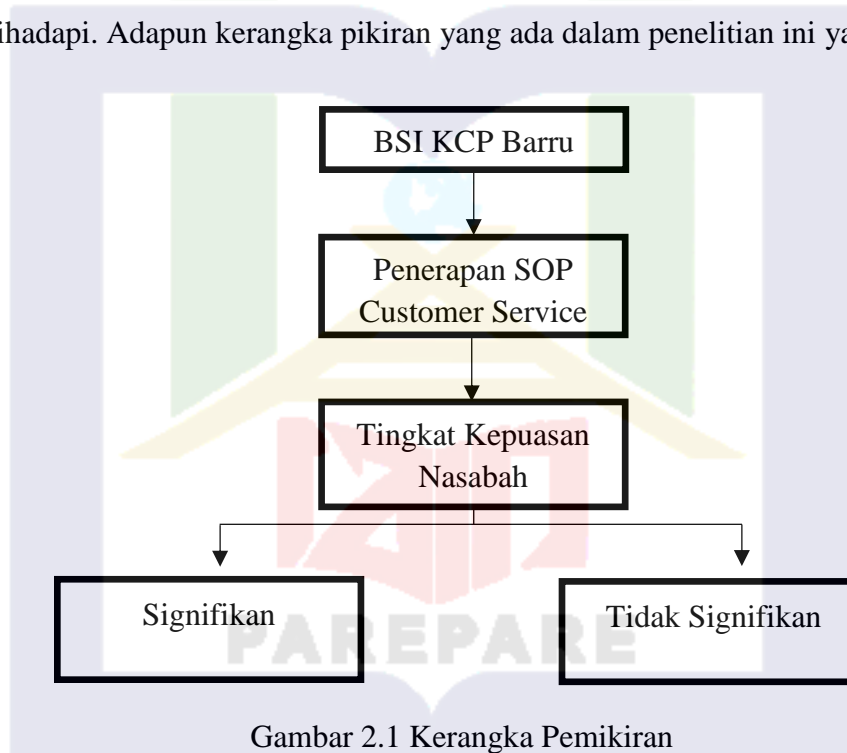 ihadapi. Adapun kerangka pikiran yang ada dalam penelitian ini ya
BSI KCP Barru
Penerapan SOP
Customer Service
Tingkat Kepuasan
Nasabah
Signifikan
Tidak Signifikan
PAREPARE
Gambar 2.1 Kerangka Pemikiran